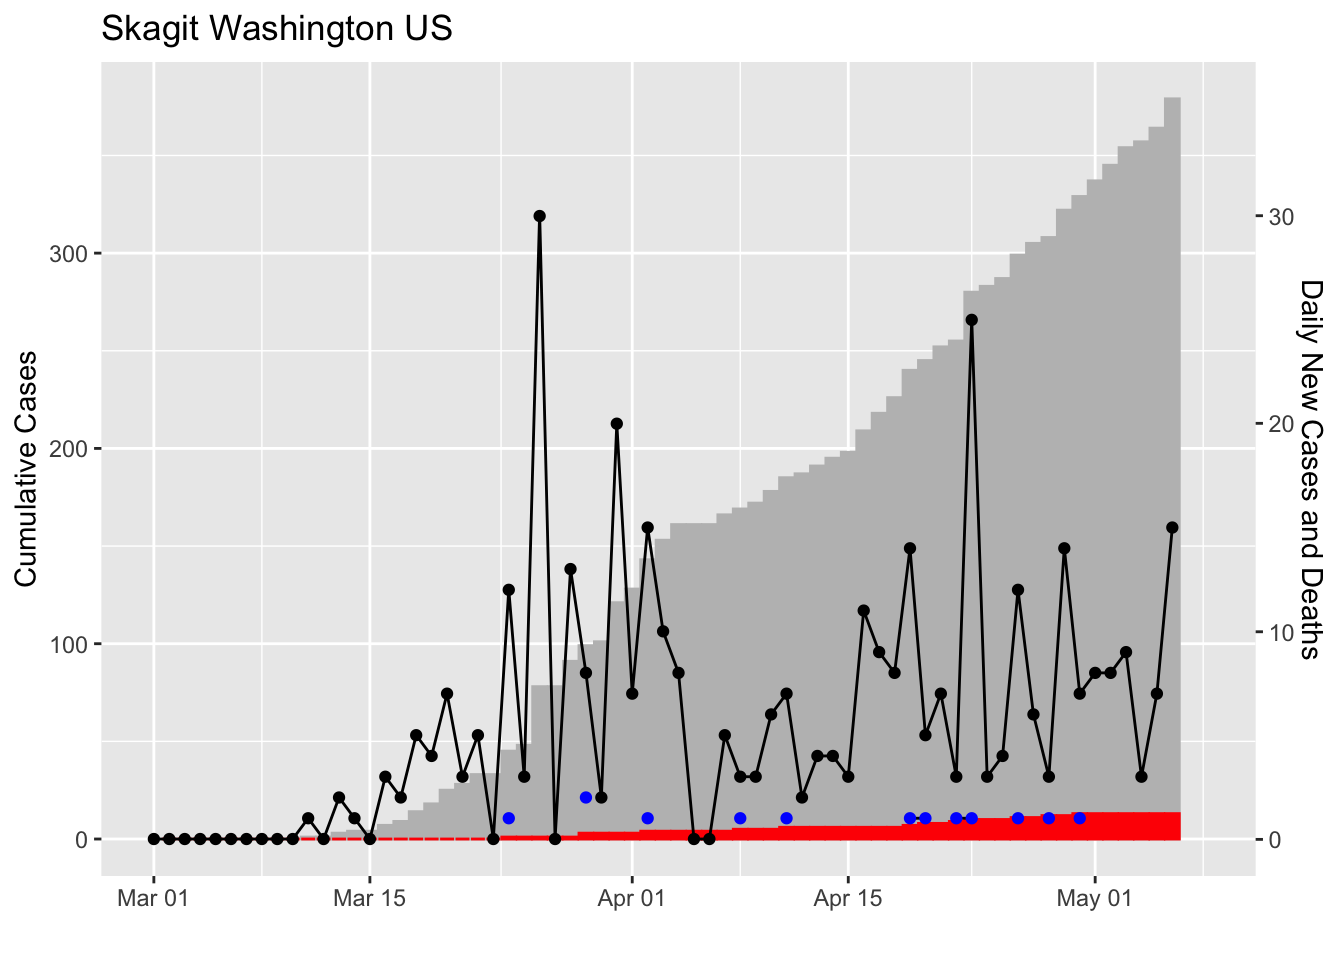 Skagit Washington US
Cumulative Cases
300
200
100
0
30
20
10
0
Daily New Cases and Deaths
Mar 01
Mar 15
Apr 01
Apr 15
May 01